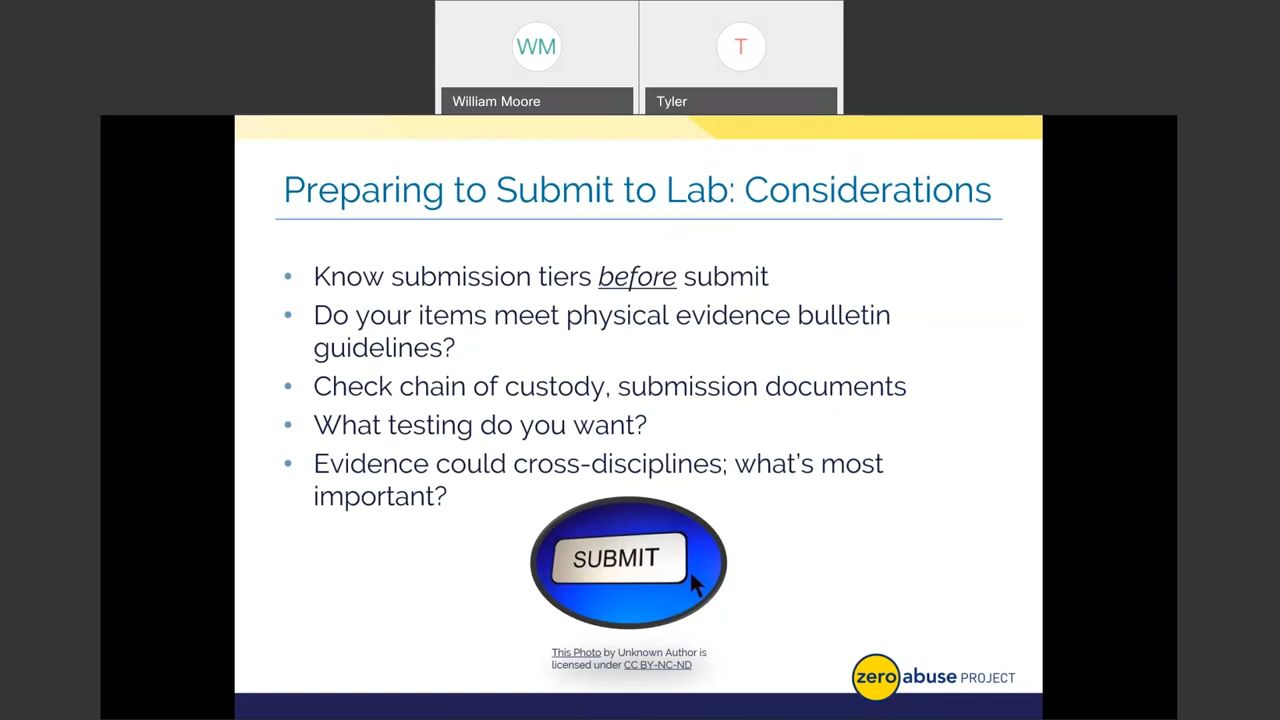 WM
T
William Moore
Tyler
Preparing to Submit to Lab: Considerations
• Know submission tiers before submit
• Do your items meet physical evidence bulletin
guidelines?
• Check chain of custody, submission documents
• What testing do you want?
• Evidence could cross-disciplines; what's most
important?
SUBMIT
This Photo by Unknown Author is
licensed under CC BY-NC-ND
zero abuse PROJECT